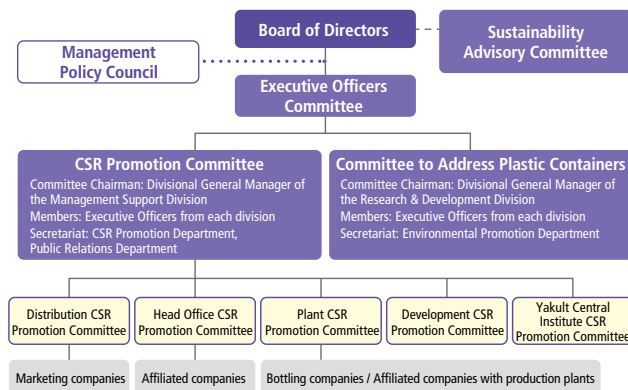 Board of Directors
Sustainability
Advisory Committee
Management
Policy Council
Executive Officers
Committee
CSR Promotion Committee
Committee Chairman: Divisional General Manager of
the Management Support Division
Members: Executive Officers from each division
Secretariat: CSR Promotion Department,
Public Relations Department
Committee to Address Plastic Containers
Committee Chairman: Divisional General Manager of
the Research & Development Division
Members: Executive Officers from each division
Secretariat: Environmental Promotion Department
Distribution CSR
Promotion Committee
Head Office CSR
Promotion Committee
Plant CSR
Promotion Committee
Development CSR
Promotion Committee
Yakult Central
Institute CSR
Promotion Committee
Marketing companies
Affiliated companies
Bottling companies / Affiliated companies with production plants